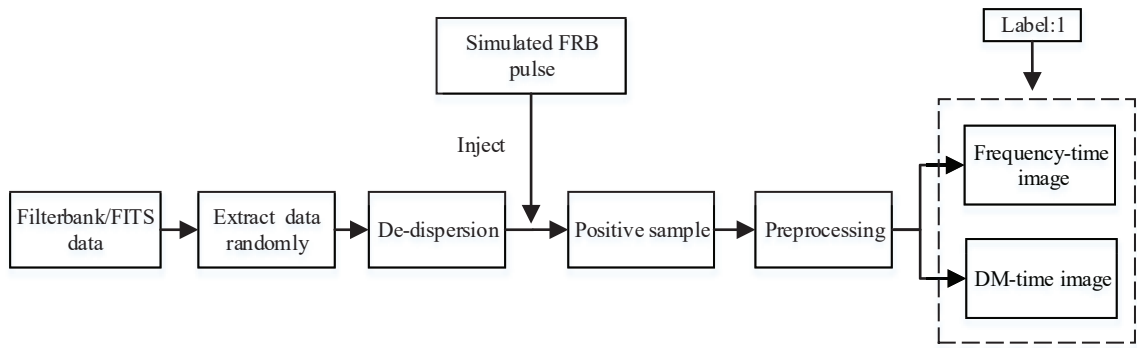 Label:1
Simulated FRB
pulse
Inject
Frequency-time
image
Filterbank/FITS
data
Extract data
randomly
De-dispersion
Positive sample
Preprocessing
DM-time image